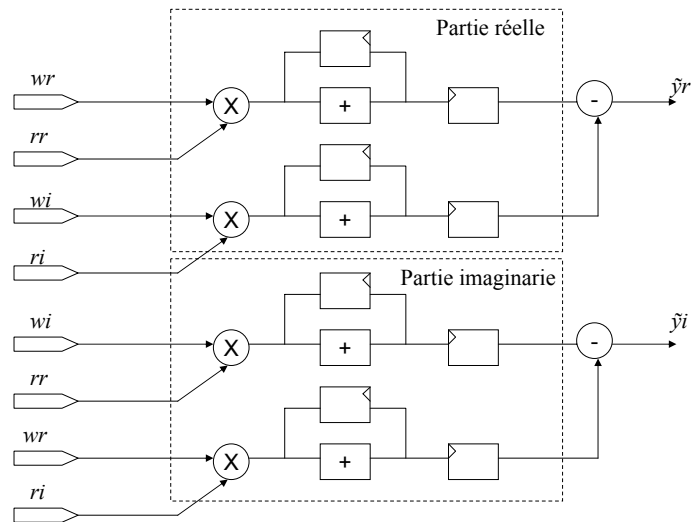 Partie réelle
wr
X
+
-
ỹr
rr
wi
X
+
ri
Partie imaginarie
wi
X
+
-
ỹi
rr
wr
X
+
ri